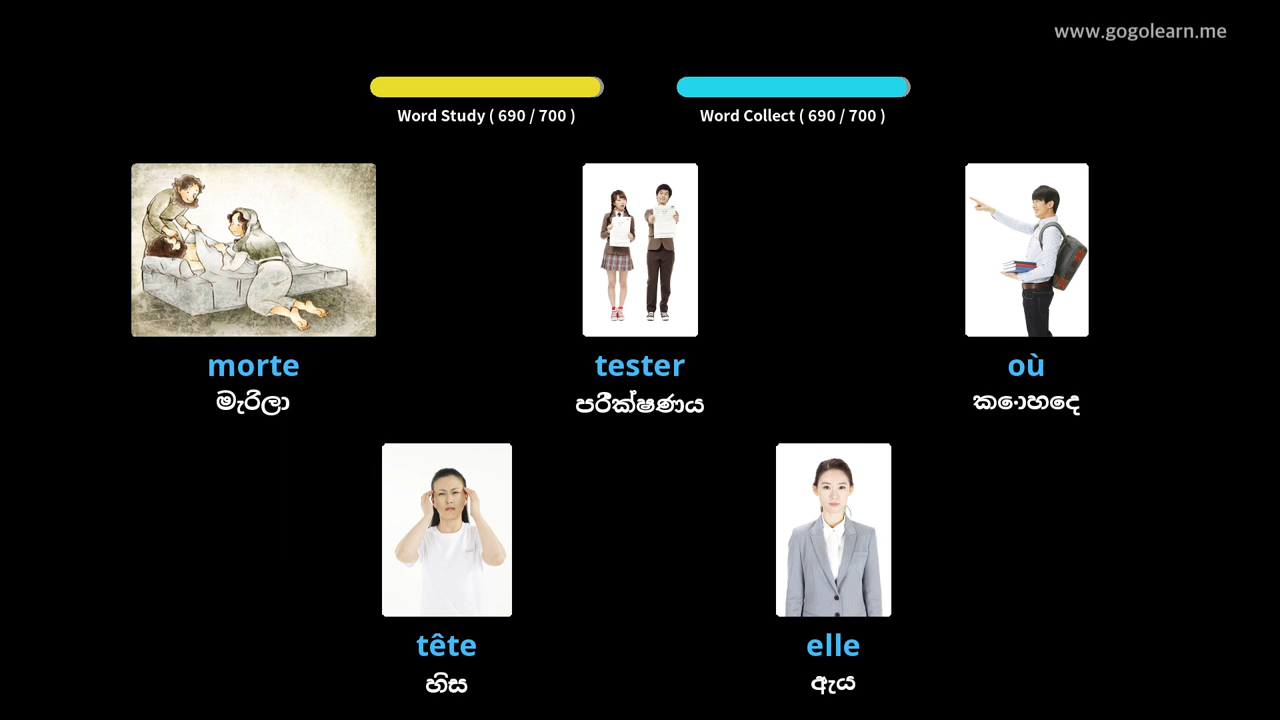 www.gogolearn.me
Word Study ( 690 / 700 )
Word Collect ( 690 / 700 )
morte
මැරිලා
tester
පරීක්ෂණය
où
කොහෙද
tête
හිස
elle
ඇය